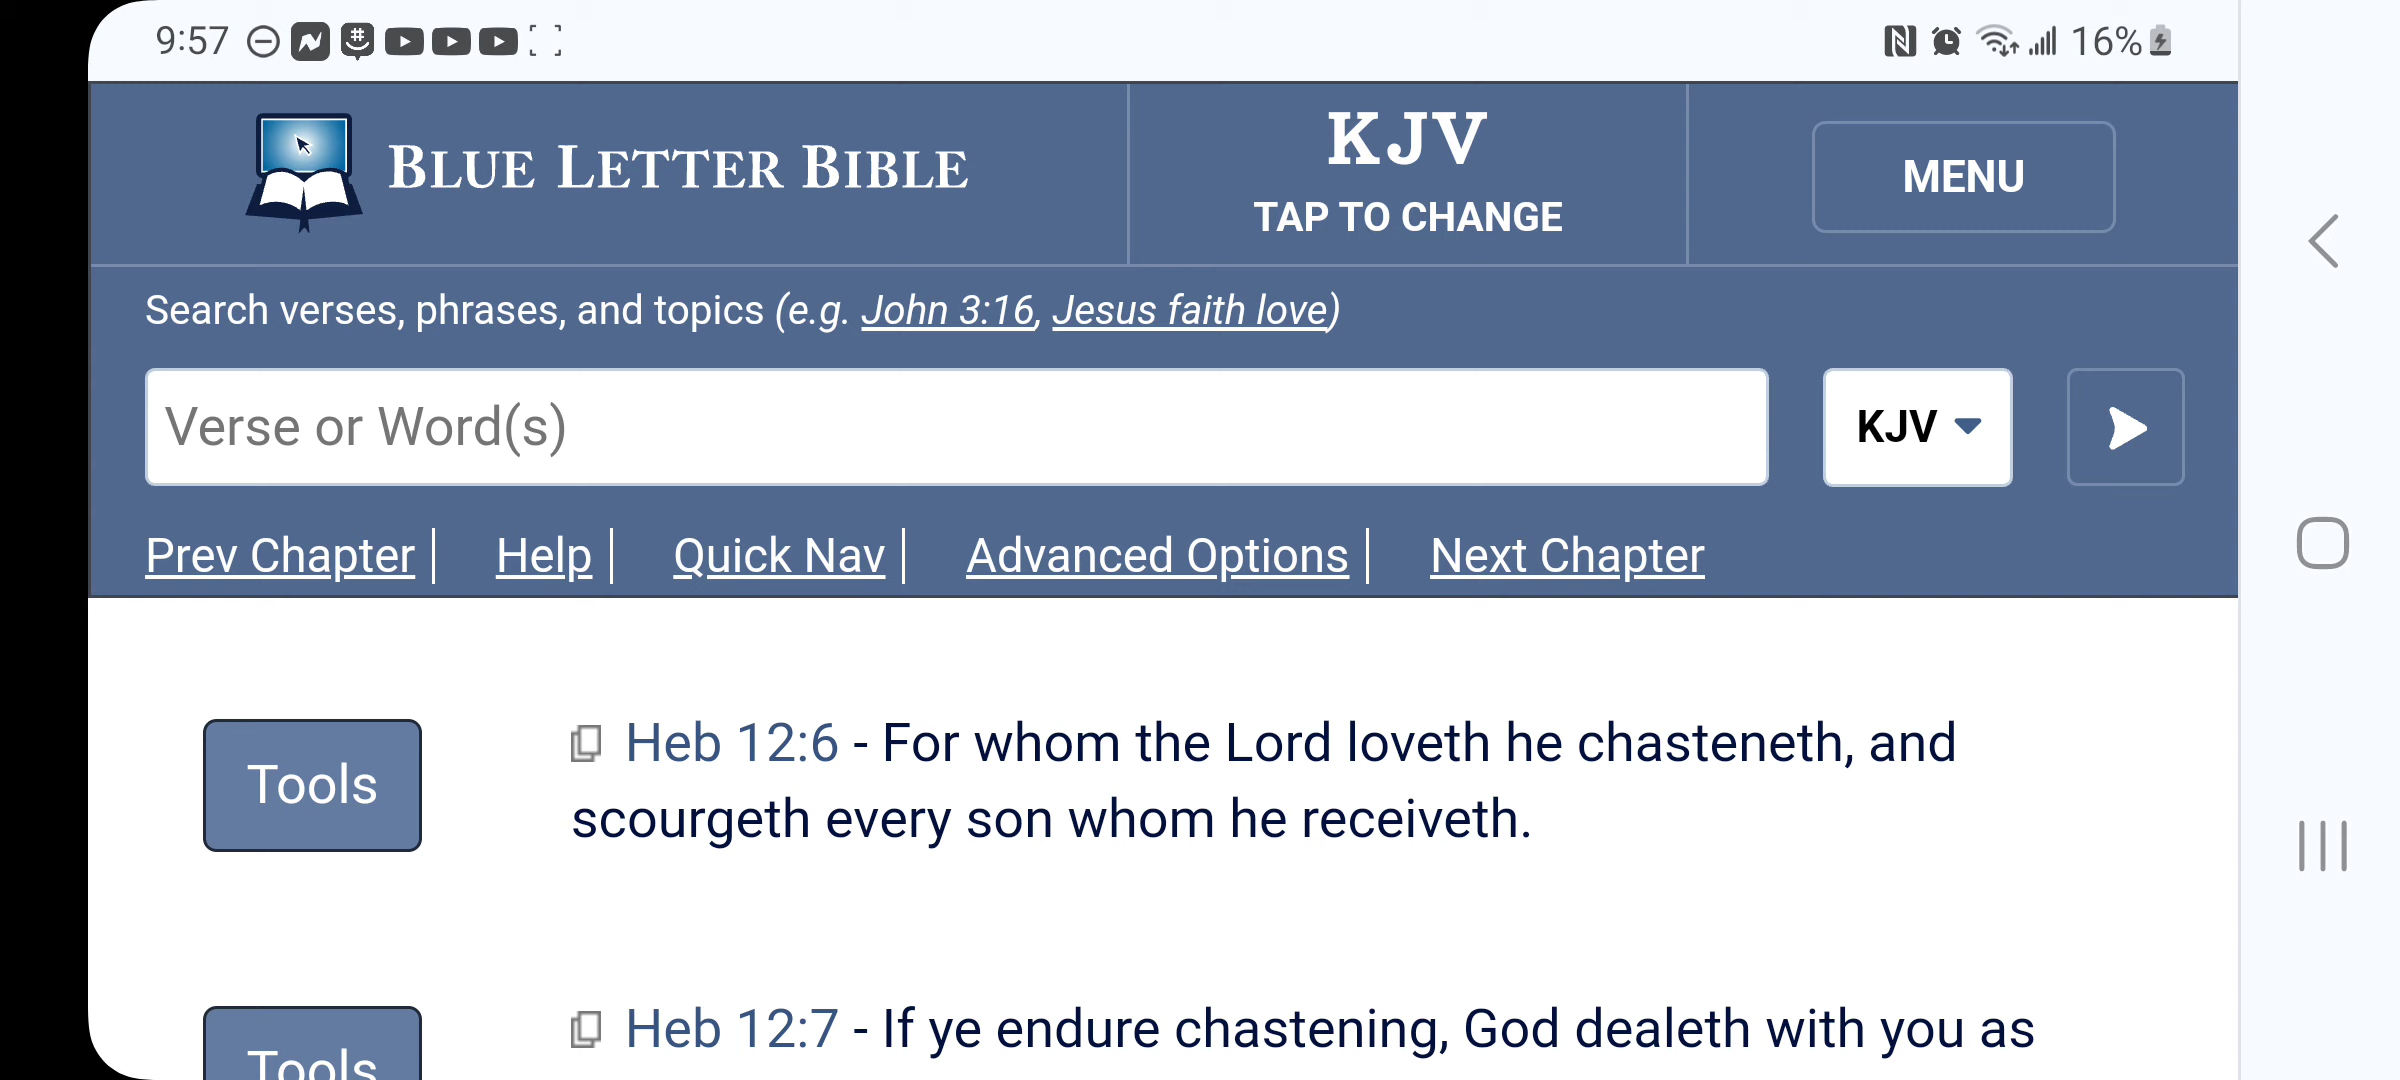 9:57
16%
BLUE LETTER BIBLE
KJV
TAP TO CHANGE
MENU
Search verses, phrases, and topics (e.g. John 3:16, Jesus faith love)
Verse or Word(s)
KJV
Prev Chapter
Help
Quick Nav
Advanced Options
Next Chapter
Tools
Heb 12:6 - For whom the Lord loveth he chasteneth, and
scourgeth every son whom he receiveth.
Tools
Heb 12:7 - If ye endure chastening, God dealeth with you as